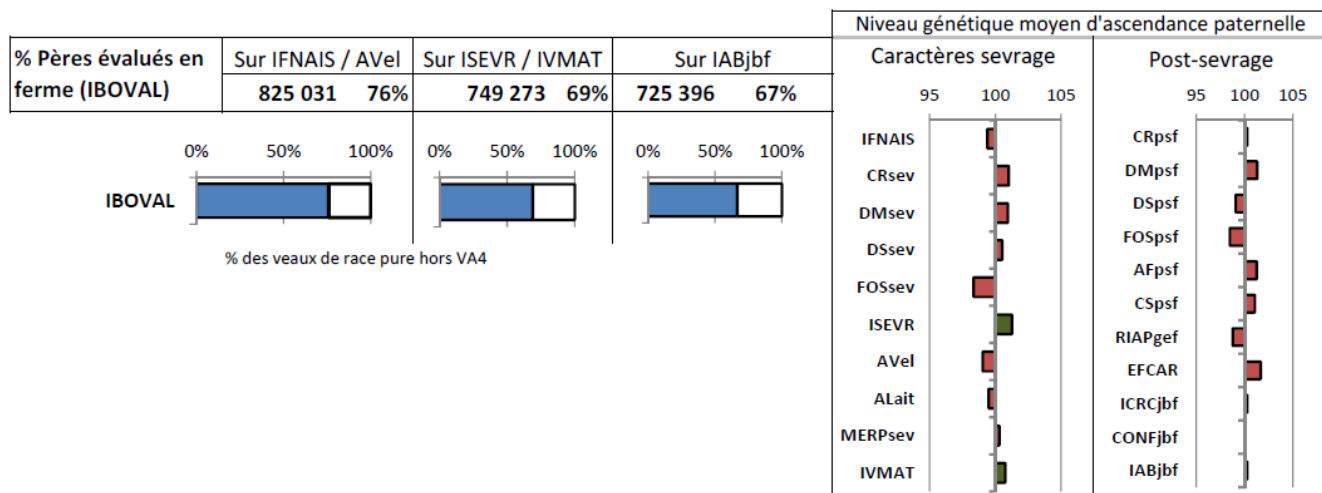 % Pères évalués en ferme (IBOVAL)
Sur IFNAIS / AVel
825 031 76%
Sur ISEVR / IVMAT
749 273 69%
Sur IABjbf
725 396 67%
0% 50% 100%
0% 50% 100%
0% 50% 100%
IBOVAL
% des veaux de race pure hors VA4
Niveau génétique moyen d'ascendance paternelle
Caractères sevrage
95 100 105
IFNAIS
CRsev
DMsev
DSsev
FOSsev
ISEVR
AVel
ALait
MERPsev
IVMAT
Post-sevrage
95 100 105
CRpsf
DMpsf
DSpsf
FOSpsf
AFpsf
CSpsf
RIAPgef
EFCAR
ICRCjbf
CONFjbf
IABjbf